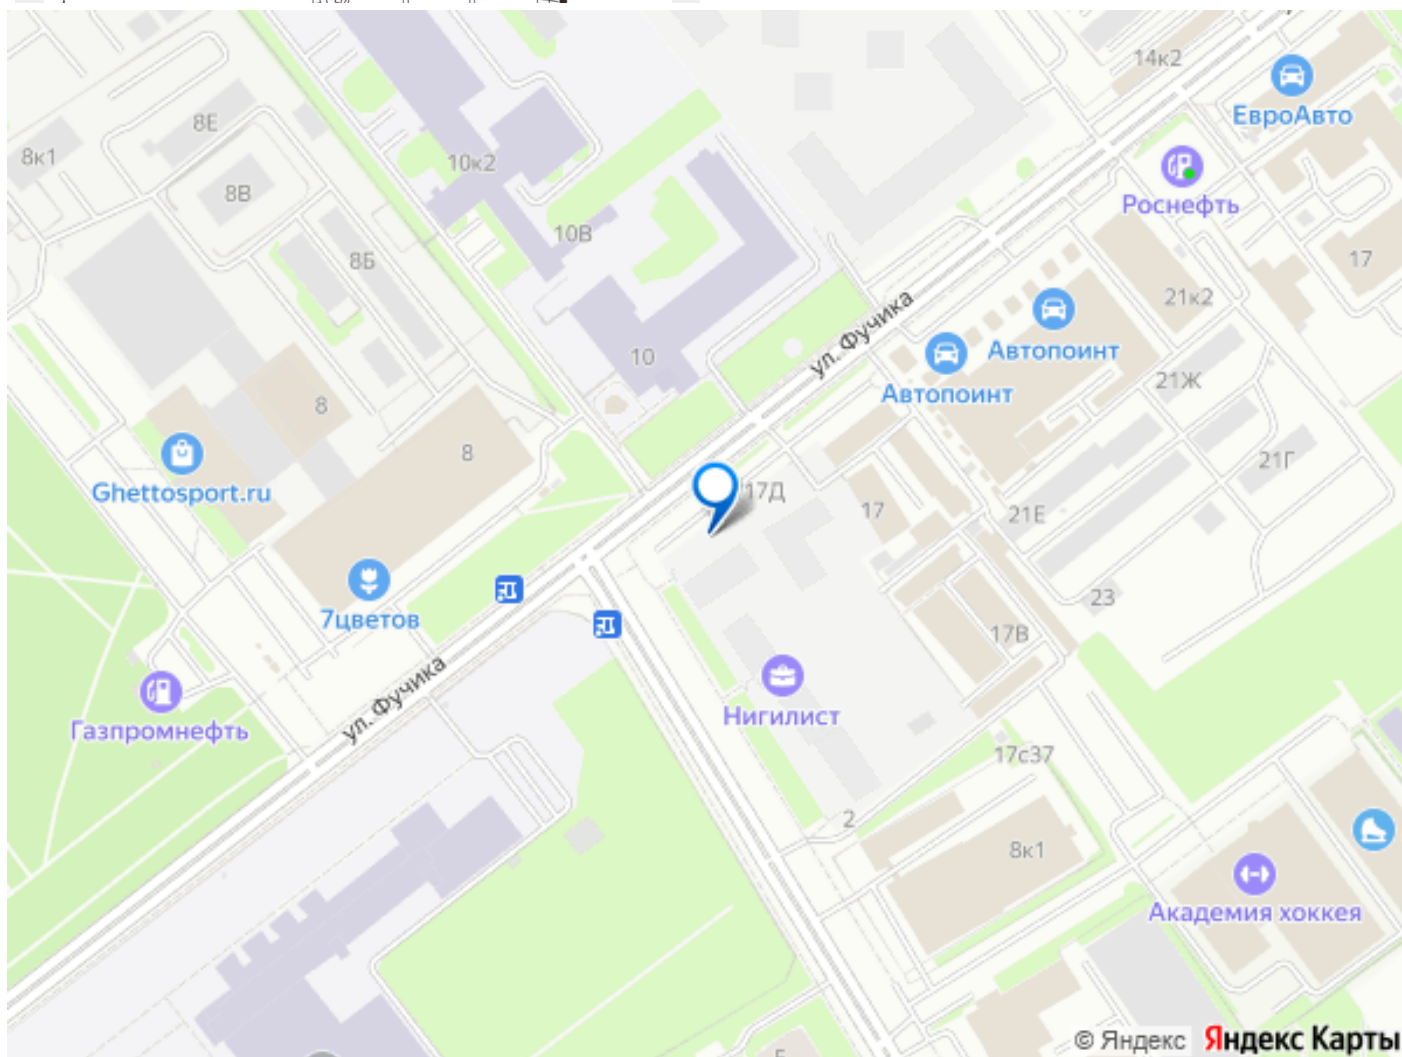 14к2
ЕвроАвто
8Е
8к1
10к2
Роснефть
8В
10В
17
8Б
21к2
ул. Фучика
Автопоинт
10
Автопоинт
21Ж
8
8
21Г
Ghettosport.ru
17Д
17
21Е
23
7цветов
17В
ул. Фучика
Нигилист
Газпромнефть
17с37
2
8к1
Академия хоккея
© Яндекс Яндекс Карты